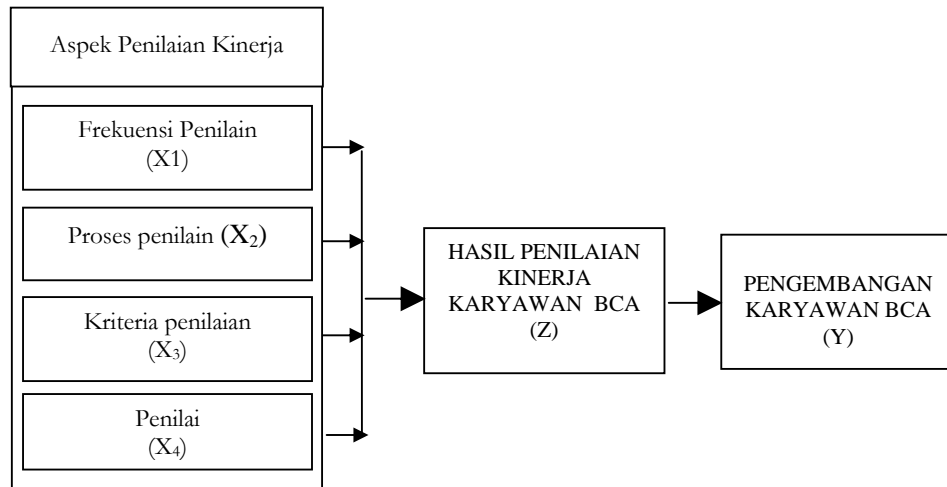 Aspek Penilaian Kinerja
Frekuensi Penilain
(X1)
Proses penilain (X₂)
Kriteria penilaian
(X₃)
Penilai
(X₄)
HASIL PENILAIAN
KINERJA
KARYAWAN BCA
(Z)
PENGEMBANGAN
KARYAWAN BCA
(Y)